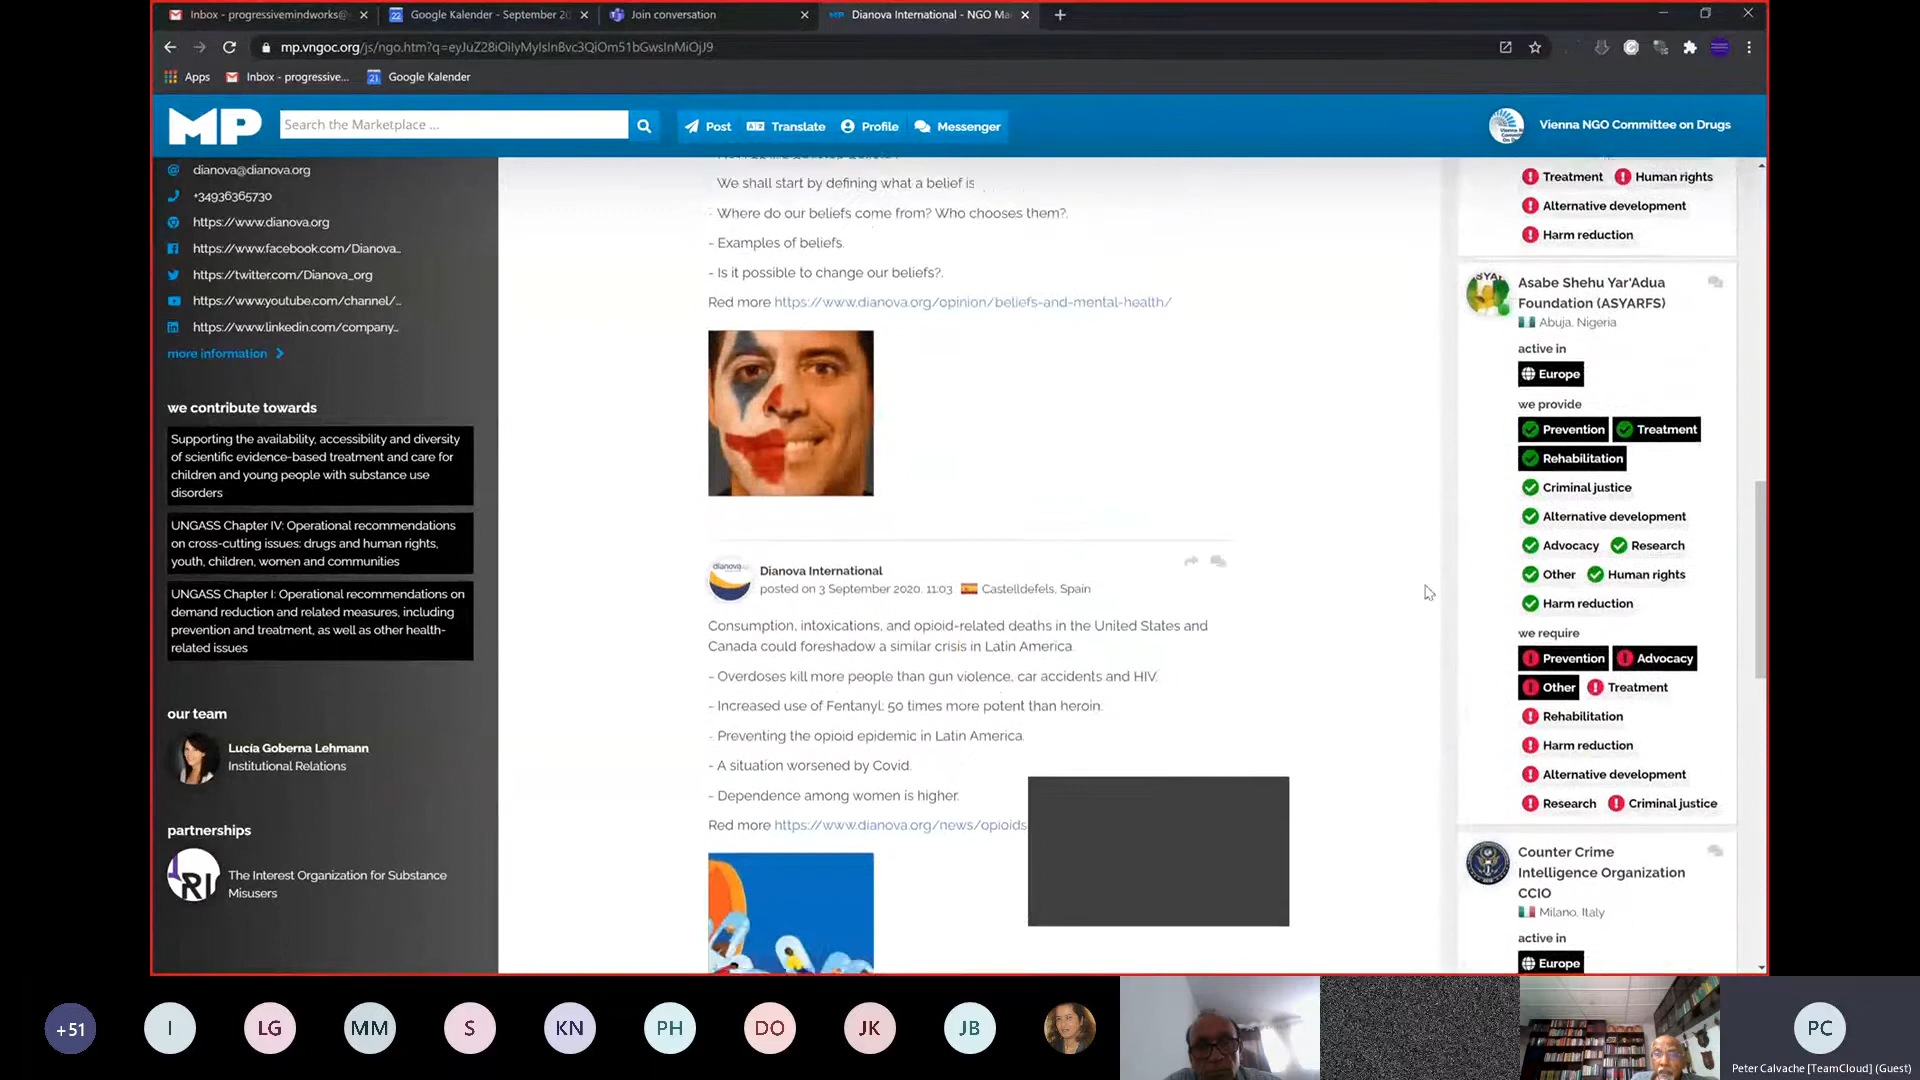 Inbox - progressivemindworks@
Google Kalender - September 20
Join conversation
Dianova International - NGO Ma
mp.vngoc.org/js/ngo.htm?q=eyJuZ28iOiIyMyIsInBvc3QiOm51bGwsInMiOjJ9
Apps
Inbox - progressive...
Google Kalender
MP
Search the Marketplace ...
Post
Translate
Profile
Messenger
Vienna NGO Committee on Drugs
dianova@dianova.org
+34936365730
https://www.dianova.org
https://www.facebook.com/Dianova...
https://twitter.com/Dianova_org
https://www.youtube.com/channel/...
https://www.linkedin.com/company...
more information
we contribute towards
Supporting the availability, accessibility and diversity
of scientific evidence-based treatment and care for
children and young people with substance use
disorders
UNGASS Chapter IV: Operational recommendations
on cross-cutting issues: drugs and human rights,
youth, children, women and communities
UNGASS Chapter I: Operational recommendations on
demand reduction and related measures, including
prevention and treatment, as well as other health-
related issues
our team
Lucía Goberna Lehmann
Institutional Relations
partnerships
The Interest Organization for Substance
Misusers
We shall start by defining what a belief is
- Where do our beliefs come from? Who chooses them?.
- Examples of beliefs.
- Is it possible to change our beliefs?.
Red more https://www.dianova.org/opinion/beliefs-and-mental-health/
dianova
Dianova International
posted on 3 September 2020, 11:03 Castelldefels, Spain
Consumption, intoxications, and opioid-related deaths in the United States and
Canada could foreshadow a similar crisis in Latin America.
- Overdoses kill more people than gun violence, car accidents and HIV.
- Increased use of Fentanyl: 50 times more potent than heroin.
- Preventing the opioid epidemic in Latin America.
- A situation worsened by Covid.
- Dependence among women is higher.
Red more https://www.dianova.org/news/opioids
Treatment Human rights
Alternative development
Harm reduction
Asabe Shehu Yar'Adua
Foundation (ASYARFS)
Abuja, Nigeria
active in
Europe
we provide
Prevention Treatment
Rehabilitation
Criminal justice
Alternative development
Advocacy Research
Other Human rights
Harm reduction
we require
Prevention Advocacy
Other Treatment
Rehabilitation
Harm reduction
Alternative development
Research Criminal justice
Counter Crime
Intelligence Organization
CCIO
Milano, Italy
active in
Europe
+51
I
LG
MM
S
KN
PH
DO
JK
JB
PC
Peter Calvache [TeamCloud] (Guest)